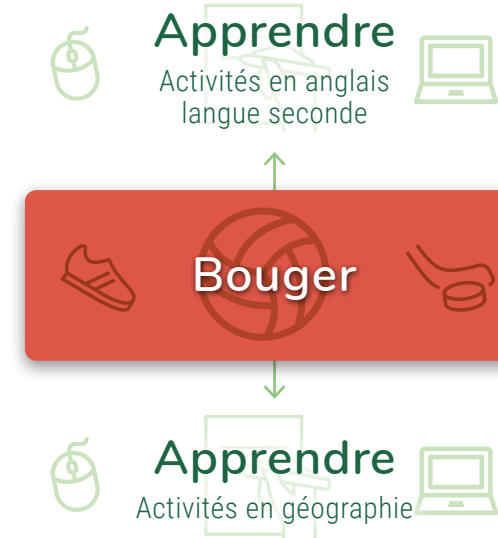 Apprendre
Activités en anglais
langue seconde
Bouger
Apprendre
Activités en géographie